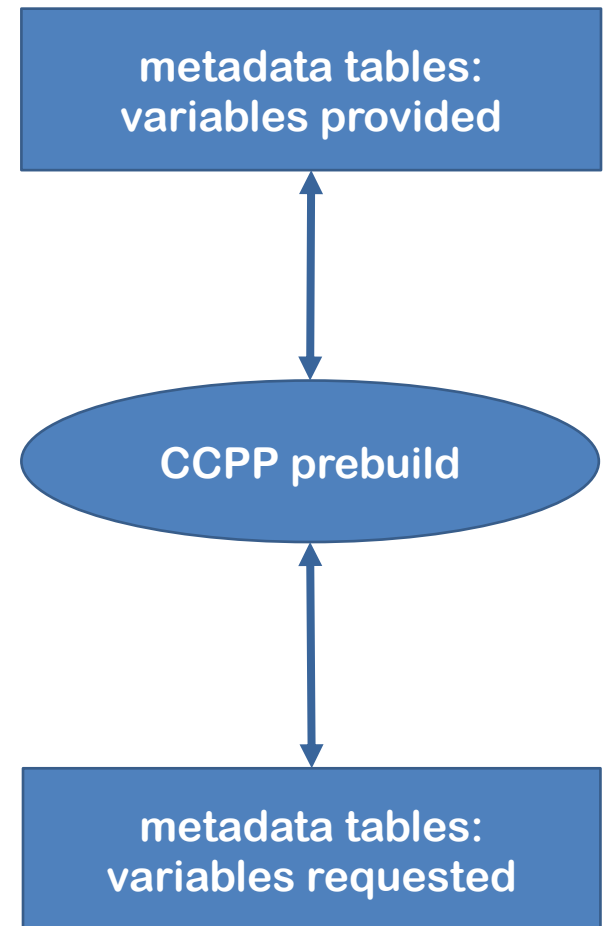 metadata tables:
variables provided
CCPP prebuild
metadata tables:
variables requested